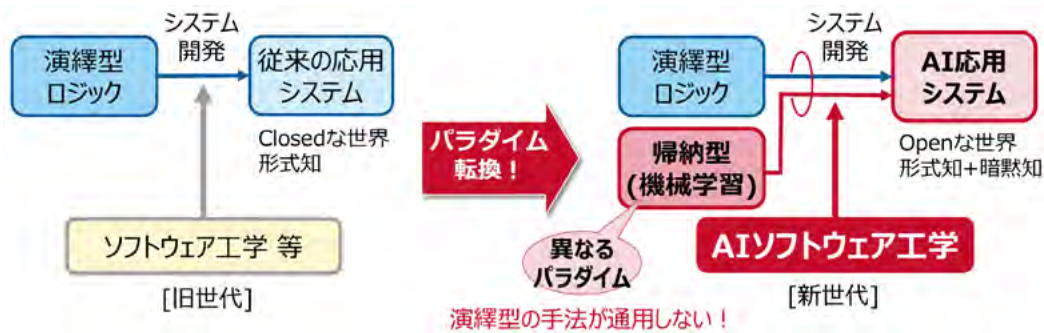 システム
開発
演繹型
ロジック
従来の応用
システム
Closedな世界
形式知
ソフトウェア工学 等
[旧世代]
パラダイム
転換！
システム
開発
演繹型
ロジック
AI応用
システム
帰納型
(機械学習)
Openな世界
形式知+暗黙知
異なる
パラダイム
AIソフトウェア工学
[新世代]
演繹型の手法が通用しない！